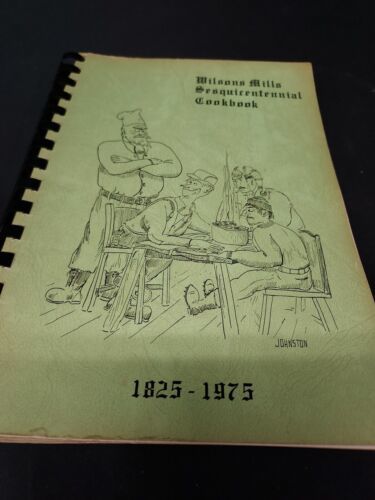 Wilsons Mills
Sesquicentennial
Cookbook
JOHNSTON
1825 - 1975